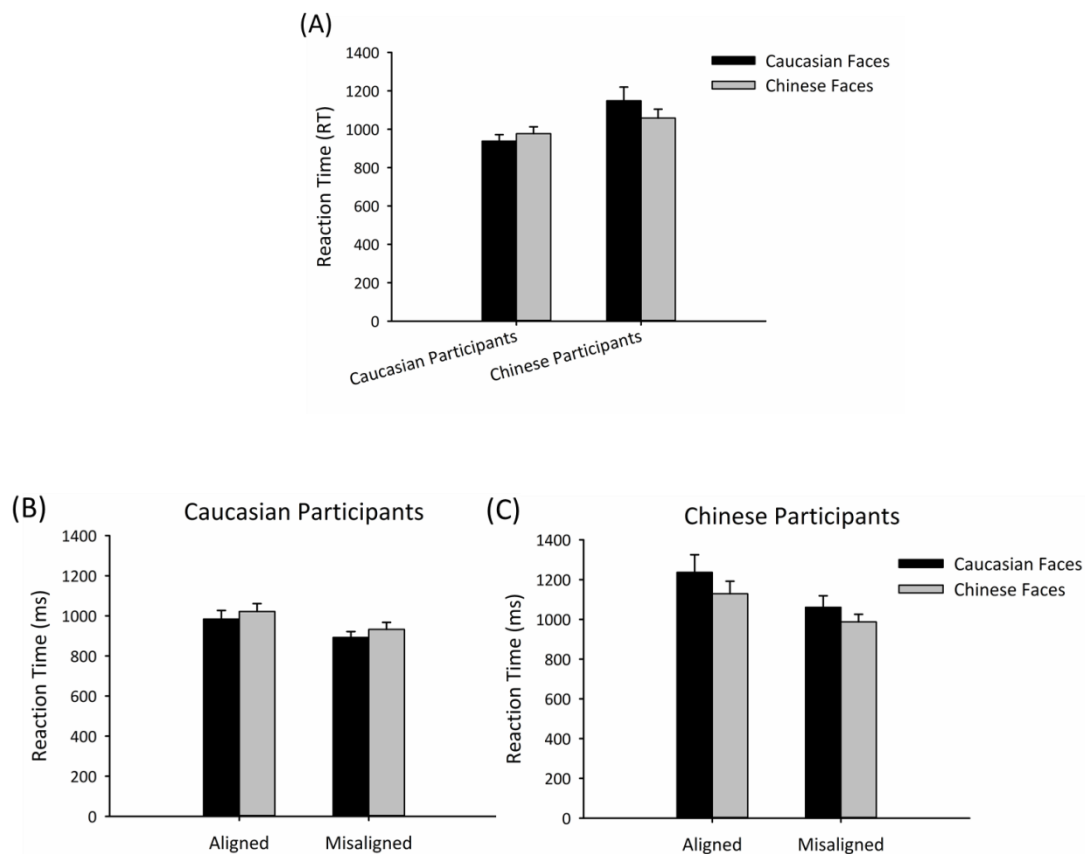 (A)
1400
1200
1000
800
600
400
200
0
Reaction Time (RT)
Caucasian Faces
Chinese Faces
Caucasian Participants
Chinese Participants
(B)
Caucasian Participants
1400
1200
1000
800
600
400
200
0
Reaction Time (ms)
Aligned
Misaligned
(C)
Chinese Participants
1400
1200
1000
800
600
400
200
0
Reaction Time (ms)
Caucasian Faces
Chinese Faces
Aligned
Misaligned